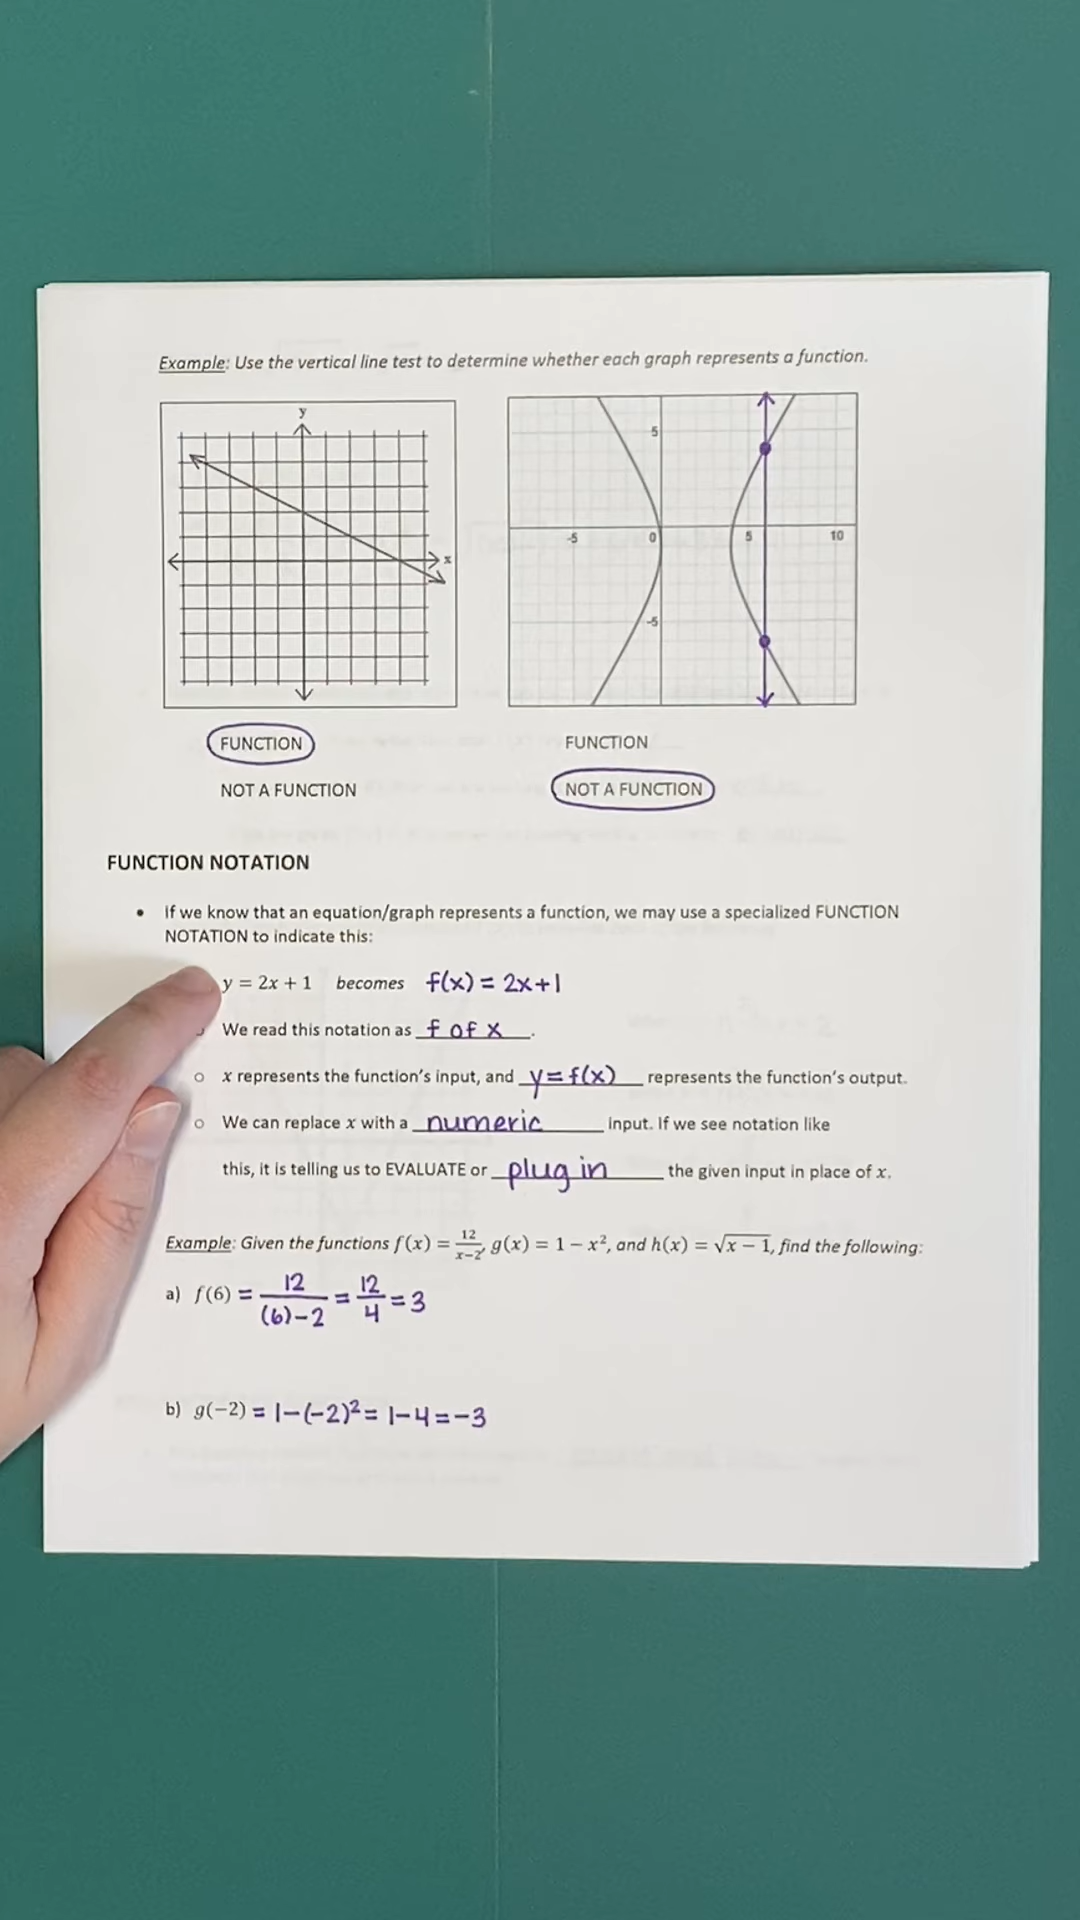 Example: Use the vertical line test to determine whether each graph represents a function.
y
x
5
-5
0
5
10
-5
FUNCTION
NOT A FUNCTION
FUNCTION
NOT A FUNCTION
FUNCTION NOTATION
• If we know that an equation/graph represents a function, we may use a specialized FUNCTION
NOTATION to indicate this:
y = 2x + 1 becomes f(x) = 2x+1
We read this notation as f of x.
○ x represents the function's input, and y=f(x) represents the function's output.
○ We can replace x with a numeric input. If we see notation like
this, it is telling us to EVALUATE or plug in the given input in place of x.
Example: Given the functions f(x) = 12/(x−2), g(x) = 1 − x², and h(x) = √(x − 1), find the following:
a) f(6) = 12/((6)−2) = 12/4 = 3
b) g(−2) = 1−(−2)² = 1−4 = −3